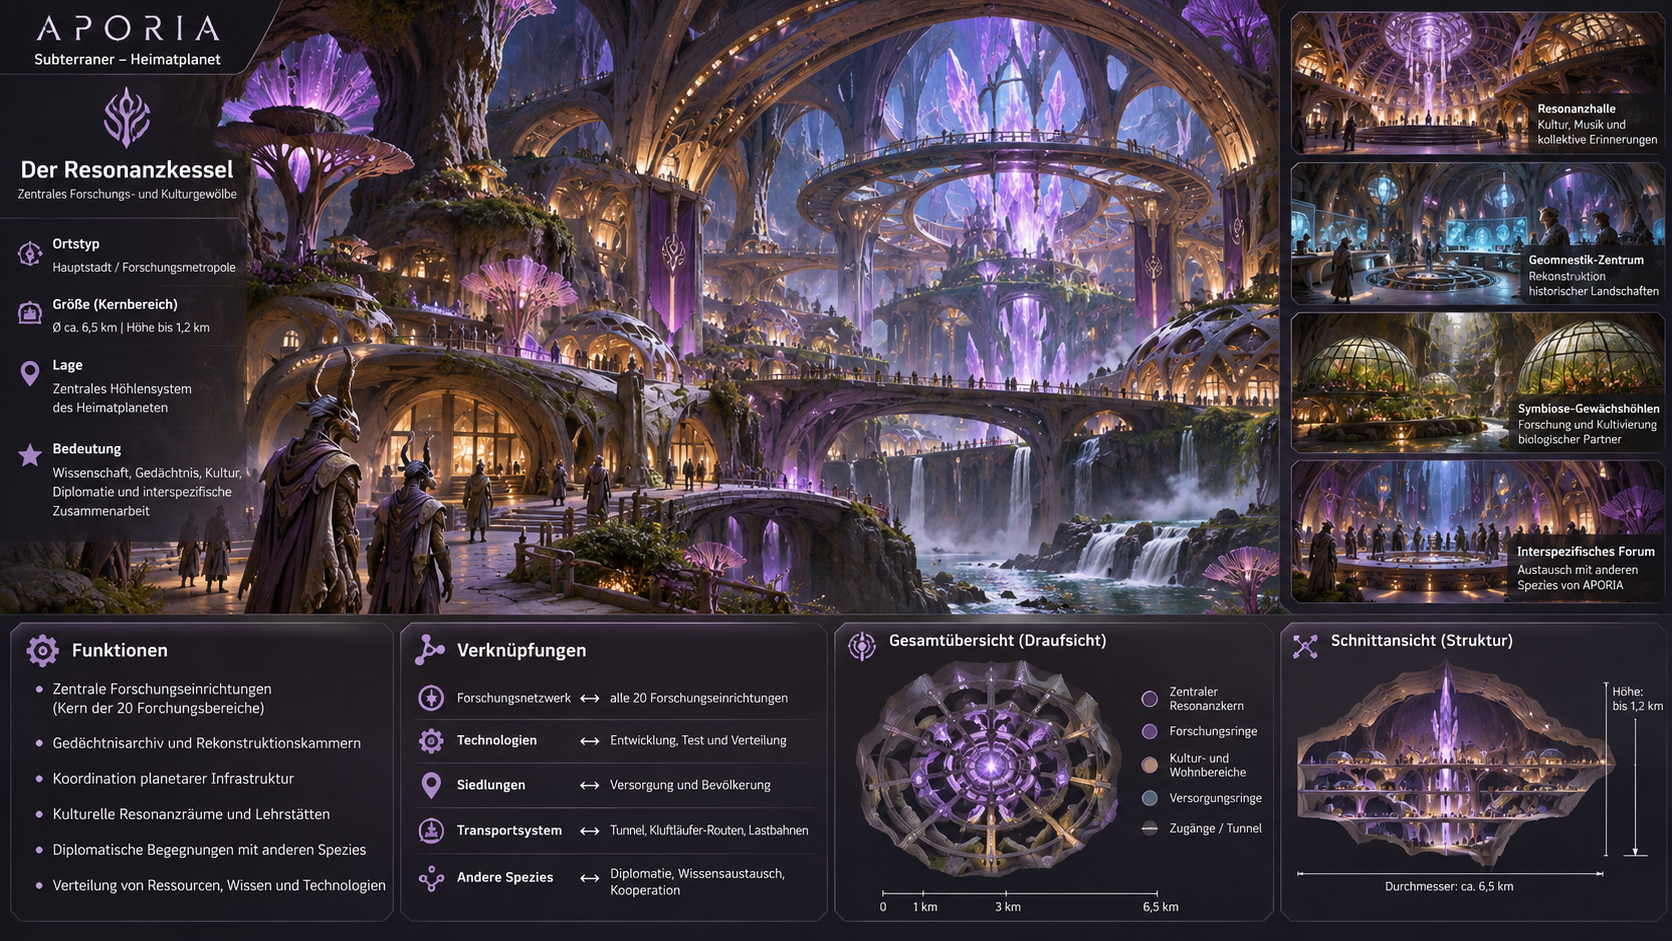 APORIA
Subterraner – Heimatplanet
Der Resonanzkessel
Zentrales Forschungs- und Kulturgewölbe
Ortstyp
Hauptstadt / Forschungsmetropole
Größe (Kernbereich)
Ø ca. 6,5 km | Höhe bis 1,2 km
Lage
Zentrales Höhlensystem
des Heimatplaneten
Bedeutung
Wissenschaft, Gedächtnis, Kultur,
Diplomatie und interspezifische
Zusammenarbeit
Resonanzhalle
Kultur, Musik und
kollektive Erinnerungen
Geomnestik-Zentrum
Rekonstruktion
historischer Landschaften
Symbiose-Gewächshöhlen
Forschung und Kultivierung
biologischer Partner
Interspezifisches Forum
Austausch mit anderen
Spezies von APORIA
Funktionen
Zentrale Forschungseinrichtungen
(Kern der 20 Forchungsbereiche)
Gedächtnisarchiv und Rekonstruktionskammern
Koordination planetarer Infrastruktur
Kulturelle Resonanzräume und Lehrstätten
Diplomatische Begegnungen mit anderen Spezies
Verteilung von Ressourcen, Wissen und Technologien
Verknüpfungen
Forschungsnetzwerk ↔ alle 20 Forschungseinrichtungen
Technologien ↔ Entwicklung, Test und Verteilung
Siedlungen ↔ Versorgung und Bevölkerung
Transportsystem ↔ Tunnel, Kluftläufer-Routen, Lastbahnen
Andere Spezies ↔ Diplomatie, Wissensaustausch,
Kooperation
Gesamtübersicht (Draufsicht)
Zentraler
Resonanzkern
Forschungsringe
Kultur- und
Wohnbereiche
Versorgungsringe
Zugänge / Tunnel
0 1 km 3 km 6,5 km
Schnittansicht (Struktur)
Höhe:
bis 1,2 km
Durchmesser: ca. 6,5 km